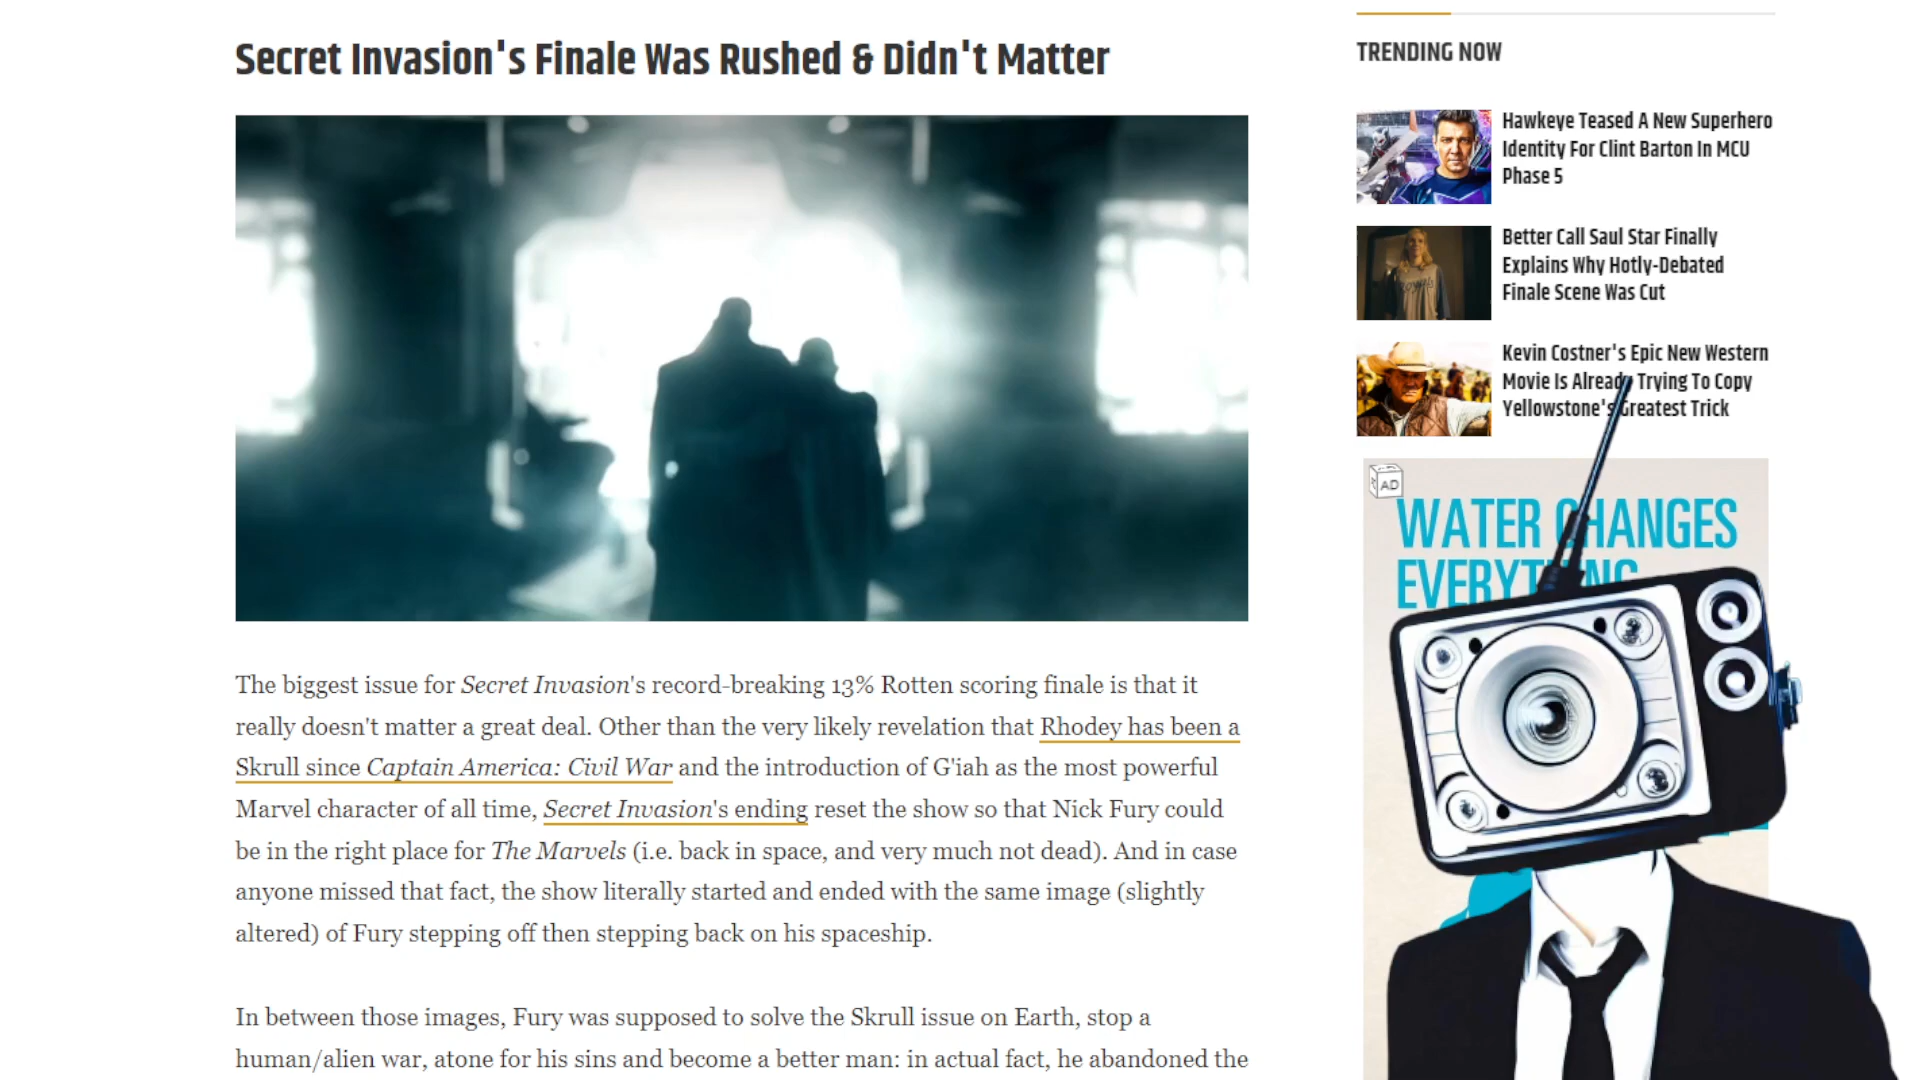 Secret Invasion's Finale Was Rushed & Didn't Matter
The biggest issue for Secret Invasion's record-breaking 13% Rotten scoring finale is that it
really doesn't matter a great deal. Other than the very likely revelation that Rhodey has been a
Skrull since Captain America: Civil War and the introduction of G'iah as the most powerful
Marvel character of all time, Secret Invasion's ending reset the show so that Nick Fury could
be in the right place for The Marvels (i.e. back in space, and very much not dead). And in case
anyone missed that fact, the show literally started and ended with the same image (slightly
altered) of Fury stepping off then stepping back on his spaceship.
In between those images, Fury was supposed to solve the Skrull issue on Earth, stop a
human/alien war, atone for his sins and become a better man: in actual fact, he abandoned the
TRENDING NOW
Hawkeye Teased A New Superhero
Identity For Clint Barton In MCU
Phase 5
Better Call Saul Star Finally
Explains Why Hotly-Debated
Finale Scene Was Cut
Kevin Costner's Epic New Western
Movie Is Already Trying To Copy
Yellowstone's Greatest Trick
AD
WATER CHANGES
EVERYTHING